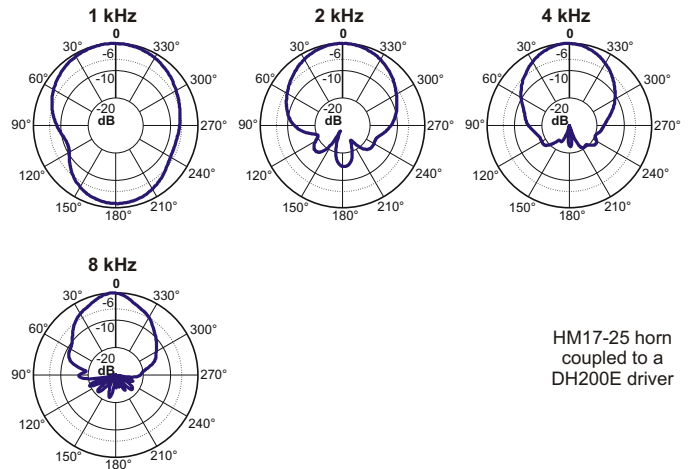 1 kHz
0
30° 330°
-6
60° -10 300°
-20
dB
90° 270°
120° 240°
150° 210°
180°
2 kHz
0
30° 330°
-6
60° -10 300°
-20
dB
90° 270°
120° 240°
150° 210°
180°
4 kHz
0
30° 330°
-6
60° -10 300°
-20
dB
90° 270°
120° 240°
150° 210°
180°
8 kHz
0
30° 330°
-6
60° -10 300°
-20
dB
90° 270°
120° 240°
150° 210°
180°
HM17-25 horn
coupled to a
DH200E driver